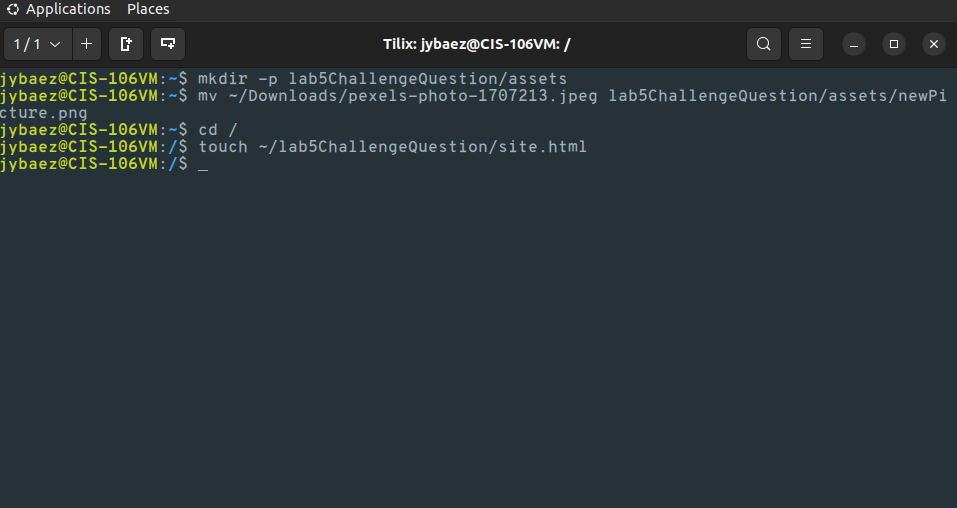 Applications Places
1 / 1 Tilix: jybaez@CIS-106VM: /
jybaez@CIS-106VM:~$ mkdir -p lab5ChallengeQuestion/assets
jybaez@CIS-106VM:~$ mv ~/Downloads/pexels-photo-1707213.jpeg lab5ChallengeQuestion/assets/newPi
cture.png
jybaez@CIS-106VM:~$ cd /
jybaez@CIS-106VM:/$ touch ~/lab5ChallengeQuestion/site.html
jybaez@CIS-106VM:/$ _